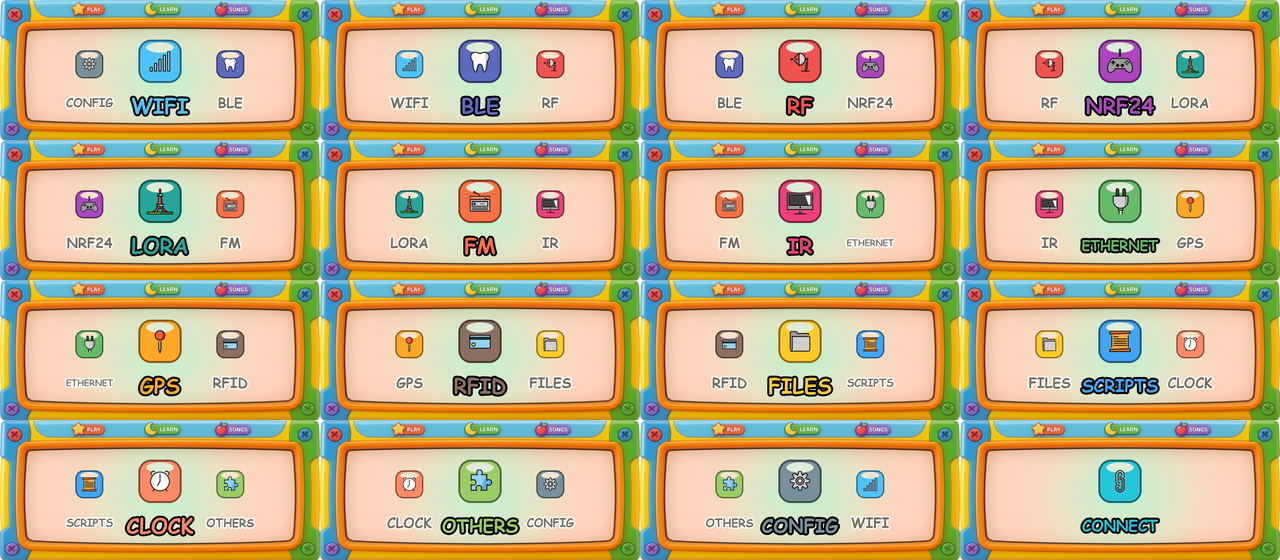 PLAY LEARN SONGS PLAY LEARN SONGS PLAY LEARN SONGS PLAY LEARN SONGS
CONFIG WIFI BLE WIFI BLE RF BLE RF NRF24 RF NRF24 LORA
PLAY LEARN SONGS PLAY LEARN SONGS PLAY LEARN SONGS PLAY LEARN SONGS
NRF24 LORA FM LORA FM IR FM IR ETHERNET IR ETHERNET GPS
PLAY LEARN SONGS PLAY LEARN SONGS PLAY LEARN SONGS PLAY LEARN SONGS
ETHERNET GPS RFID GPS RFID FILES RFID FILES SCRIPTS FILES SCRIPTS CLOCK
PLAY LEARN SONGS PLAY LEARN SONGS PLAY LEARN SONGS PLAY LEARN SONGS
SCRIPTS CLOCK OTHERS CLOCK OTHERS CONFIG OTHERS CONFIG WIFI CONNECT